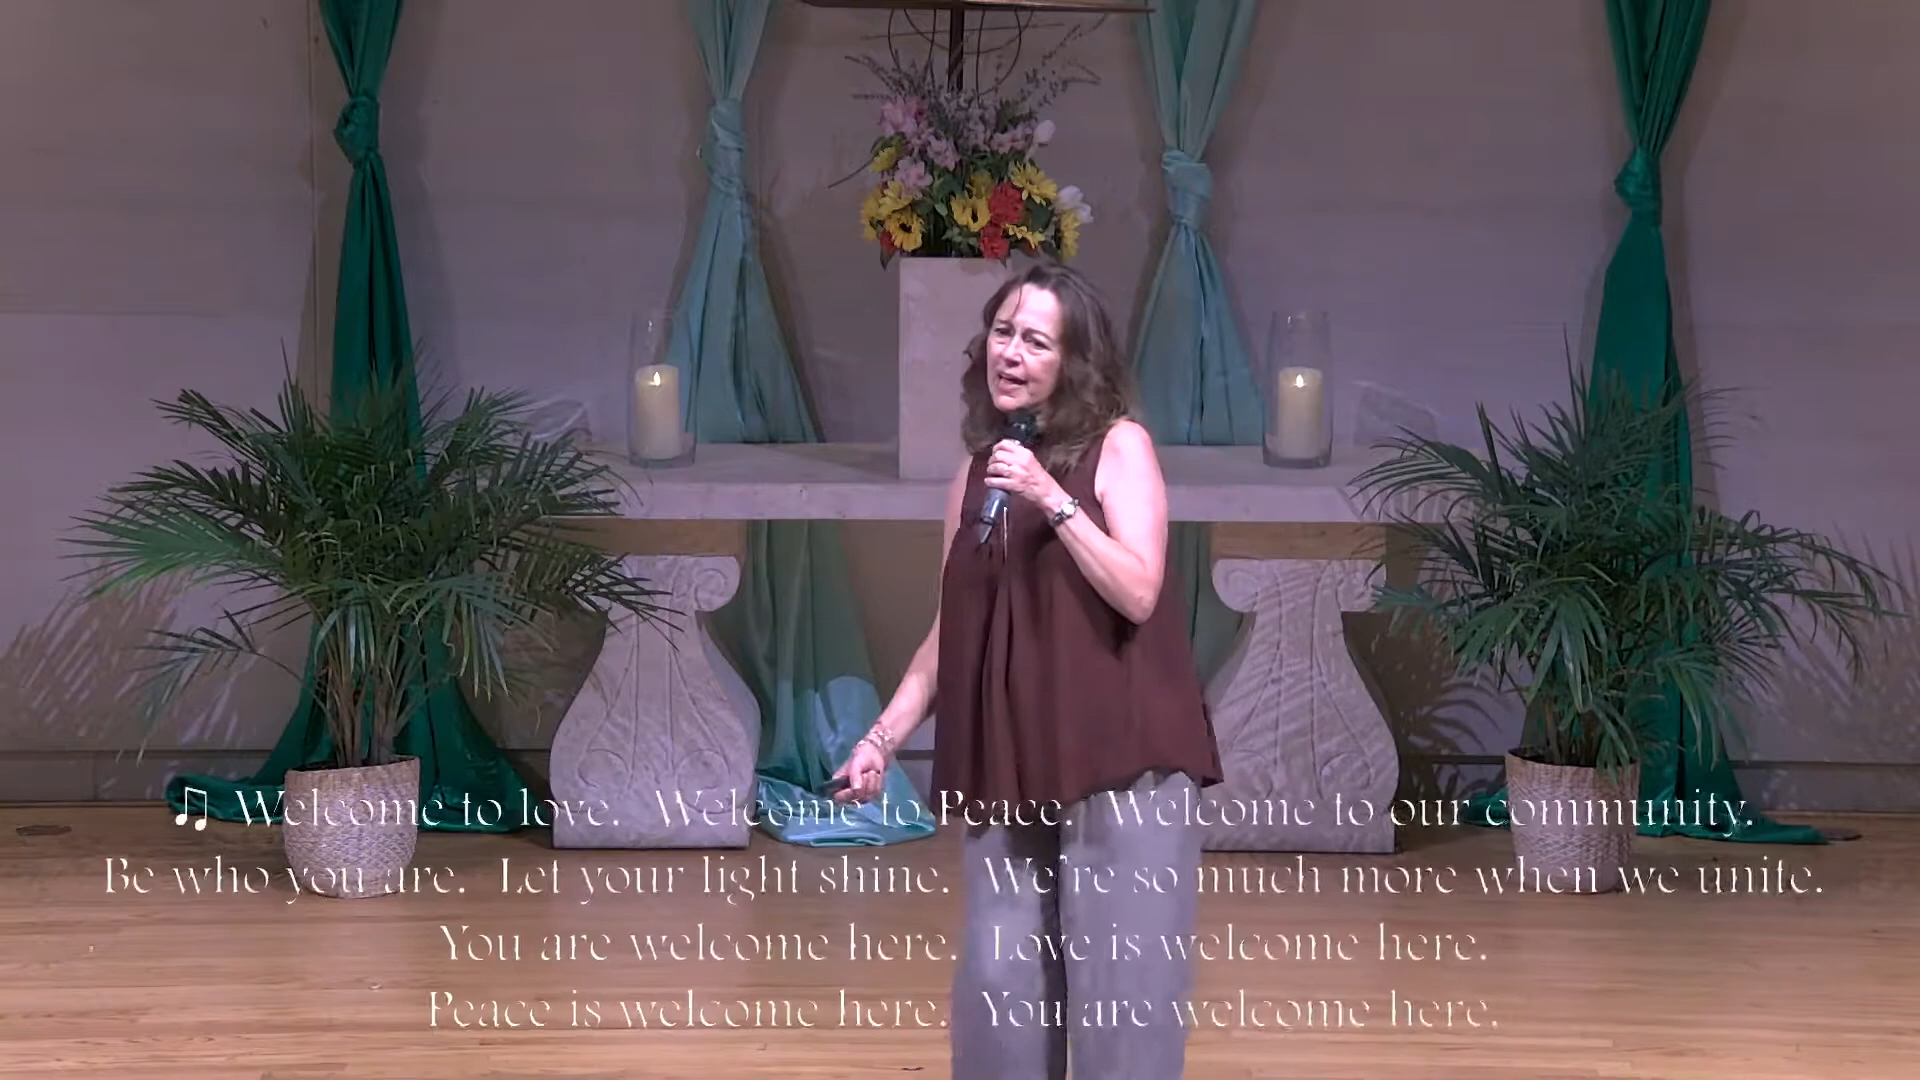 ♫ Welcome to love. Welcome to Peace. Welcome to our community.
Be who you are. Let your light shine. We're so much more when we unite.
You are welcome here. Love is welcome here.
Peace is welcome here. You are welcome here.